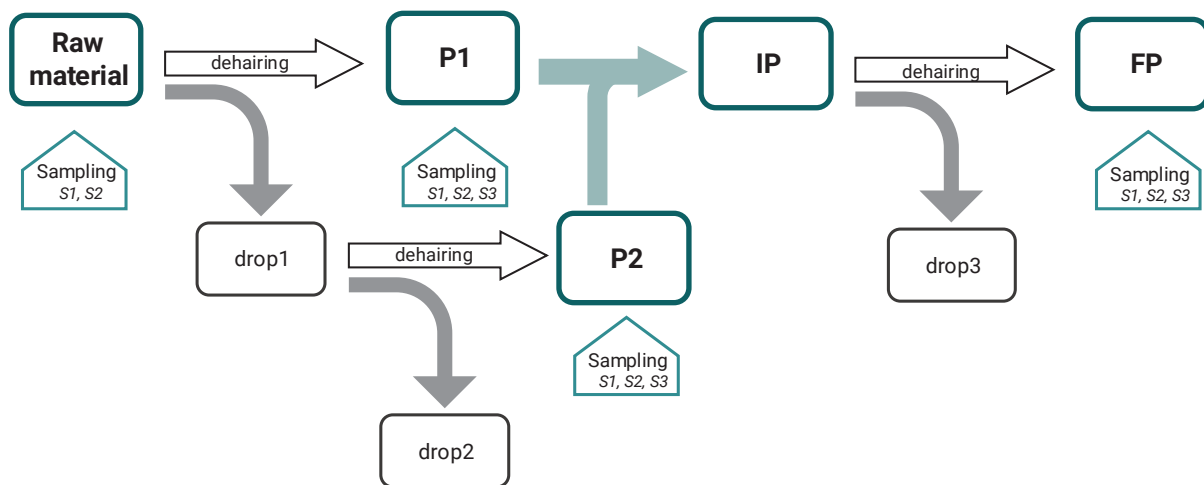 Raw
material
dehairing
P1
IP
dehairing
FP
Sampling
S1, S2
Sampling
S1, S2, S3
Sampling
S1, S2, S3
drop1
dehairing
P2
drop3
Sampling
S1, S2, S3
drop2